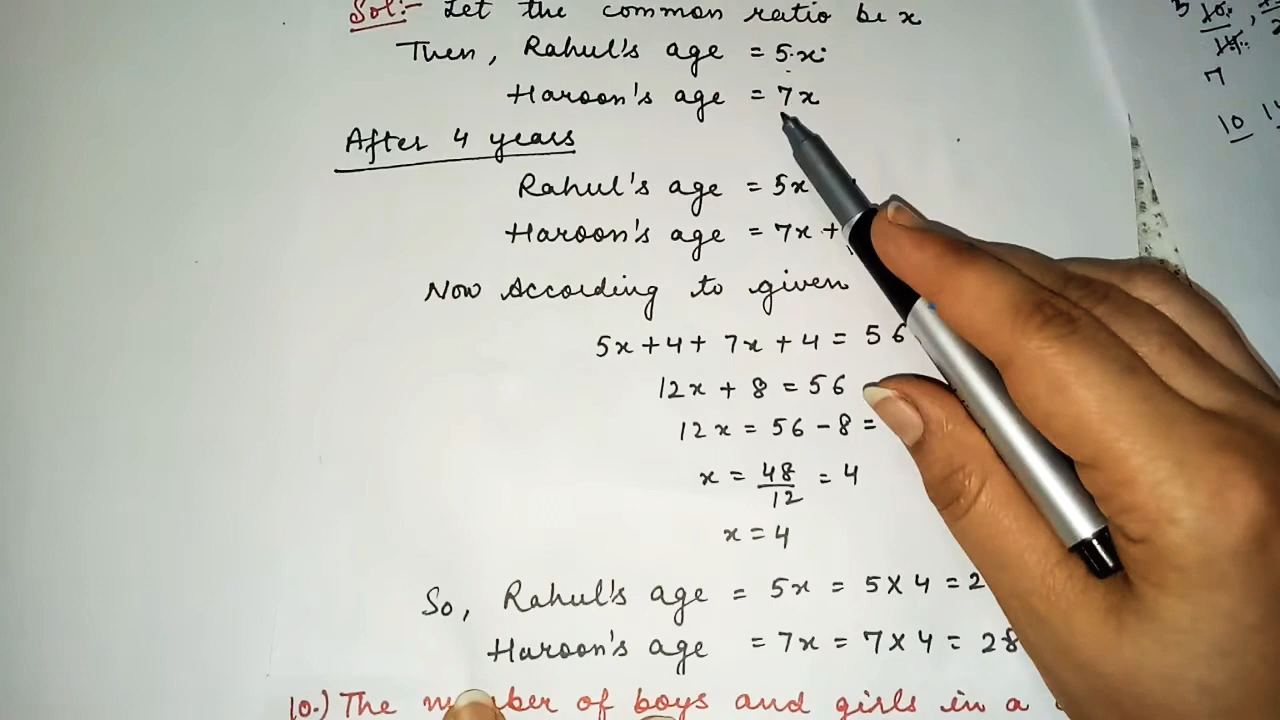 Sol:- Let the common ratio be x
Then, Rahul's age = 5x
Haroon's age = 7x
After 4 years
Rahul's age = 5x
Haroon's age = 7x +
Now According to given
5x + 4 + 7x + 4 = 56
12x + 8 = 56
12x = 56 - 8 =
x = 48/12 = 4
x = 4
So, Rahul's age = 5x = 5 X 4 = 2
Haroon's age = 7x = 7 X 4 = 28
10.) The number of boys and girls in a
7
10